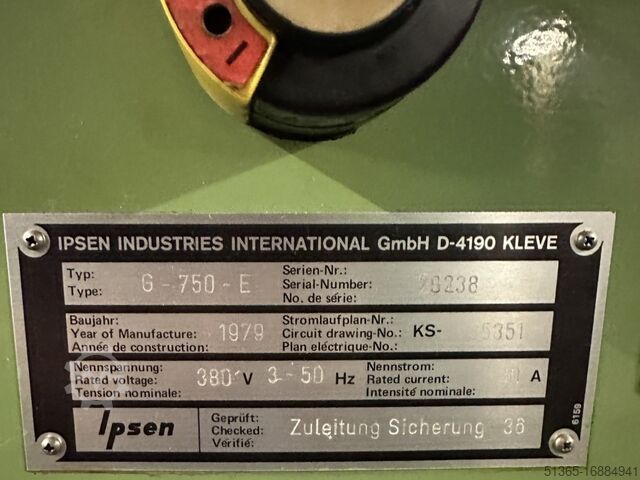 IPSEN INDUSTRIES INTERNATIONAL GmbH D-4190 KLEVE
Typ:
Type: G-750-E
Serien-Nr.:
Serial-Number:
No. de série:
Baujahr:
Year of Manufacture: 1979
Année de construction:
Stromlaufplan-Nr.:
Circuit drawing-No.: KS- 5351
Plan eléctrique-No.:
Nennspannung:
Rated voltage: 380 V 3-50 Hz
Tension nominale:
Nennstrom:
Rated current: A
Intensité nominale:
Ipsen
Geprüft:
Checked: Zuleitung Sicherung 36
Vérifié:
6159
51365-16884941